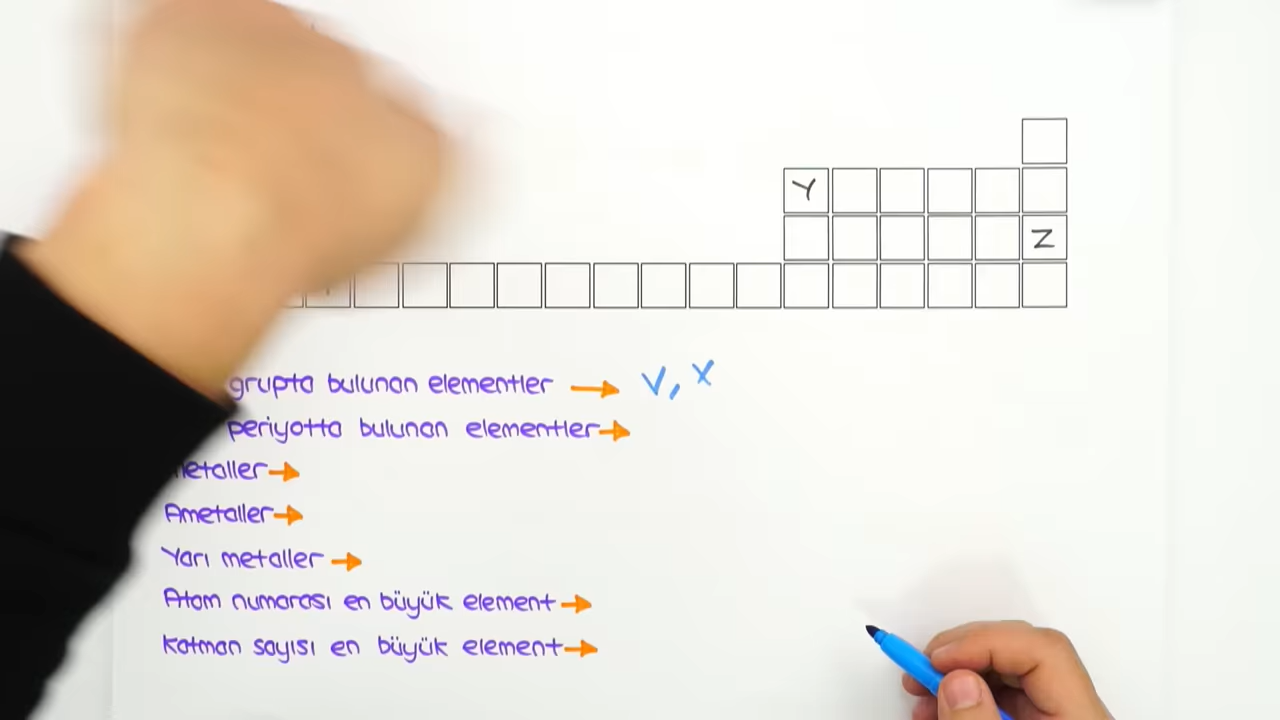 Y
Z
grupta bulunan elementler → V, X
periyotta bulunan elementler→
metaller→
Ametaller→
Yarı metaller →
Atom numarası en büyük element→
Katman sayısı en büyük element→